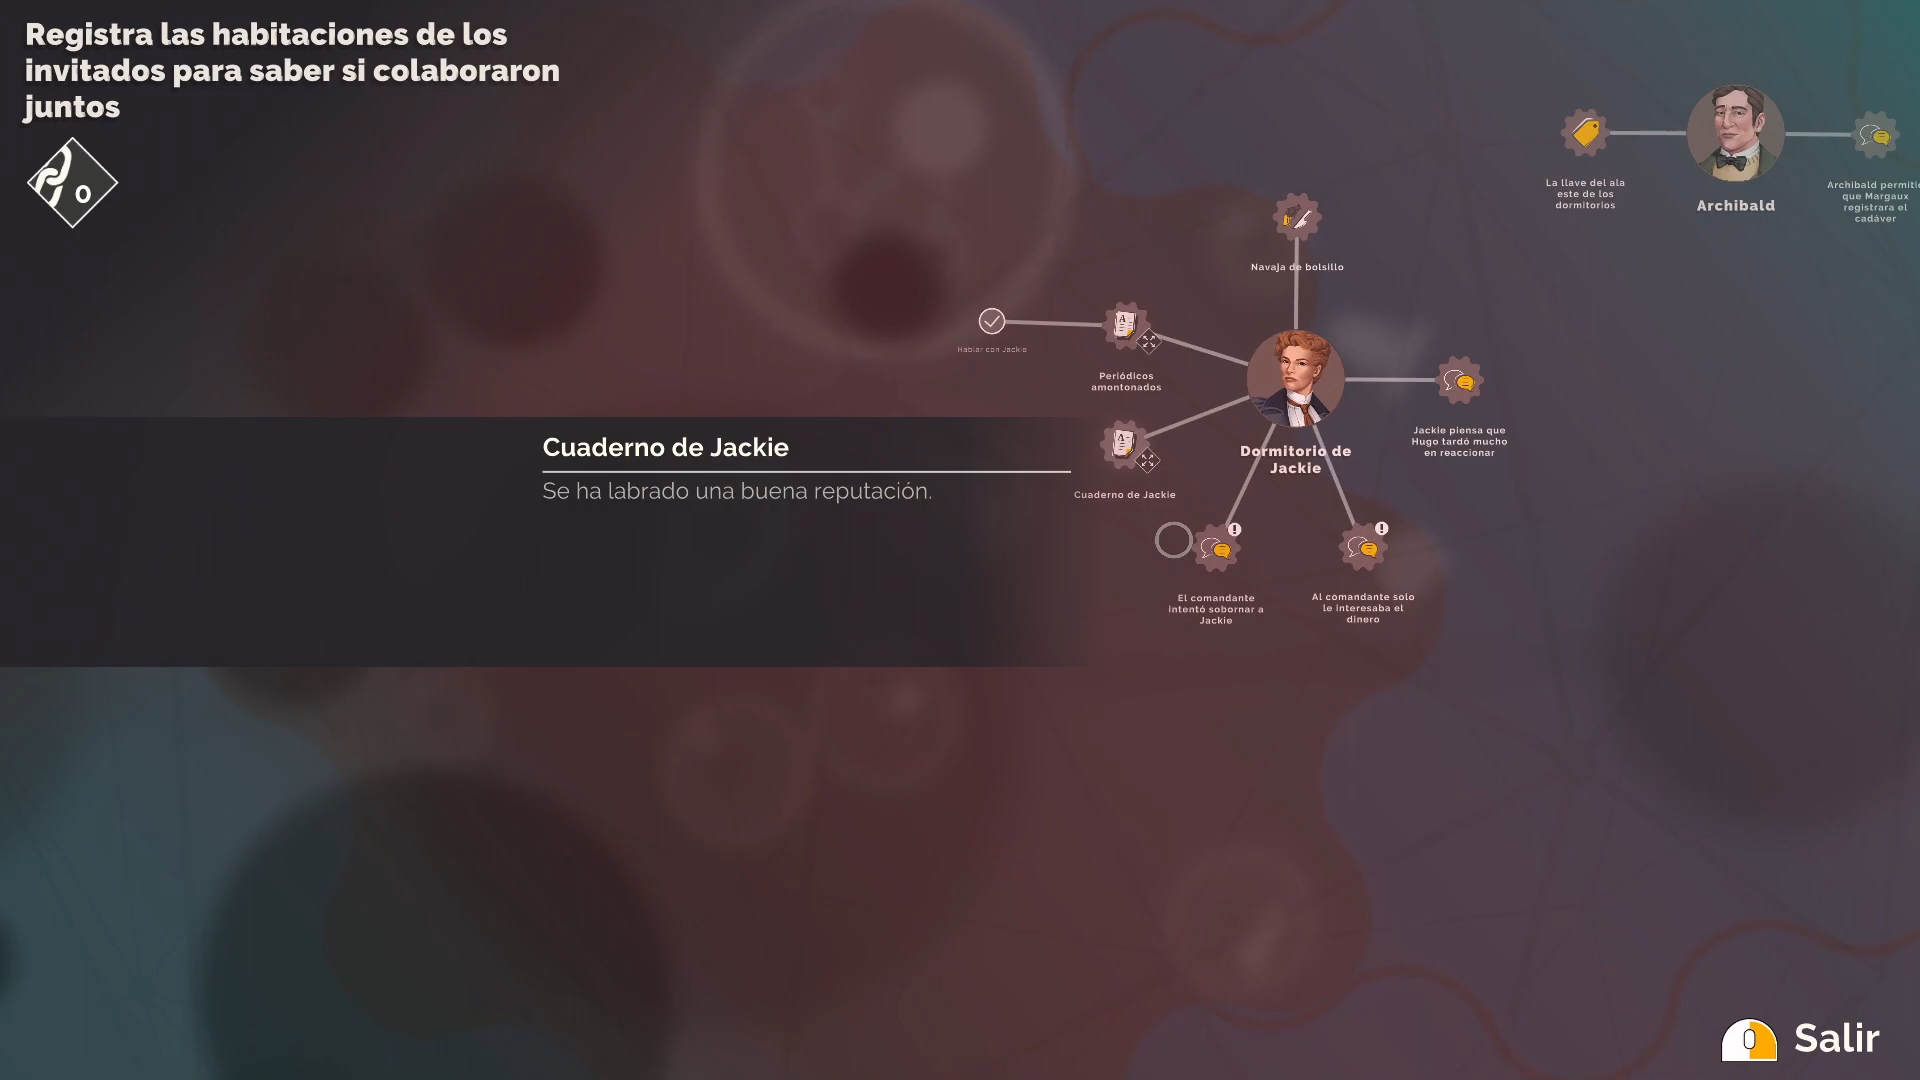 Registra las habitaciones de los
invitados para saber si colaboraron
juntos
0
La llave del ala
este de los
dormitorios
Archibald
Archibald permitió
que Margaux
registrara el
cadáver
Navaja de bolsillo
Hablar con Jackie
Periódicos
amontonados
Jackie piensa que
Hugo tardó mucho
en reaccionar
Dormitorio de
Jackie
Cuaderno de Jackie
Se ha labrado una buena reputación.
Cuaderno de Jackie
El comandante
intentó sobornar a
Jackie
Al comandante solo
le interesaba el
dinero
Salir